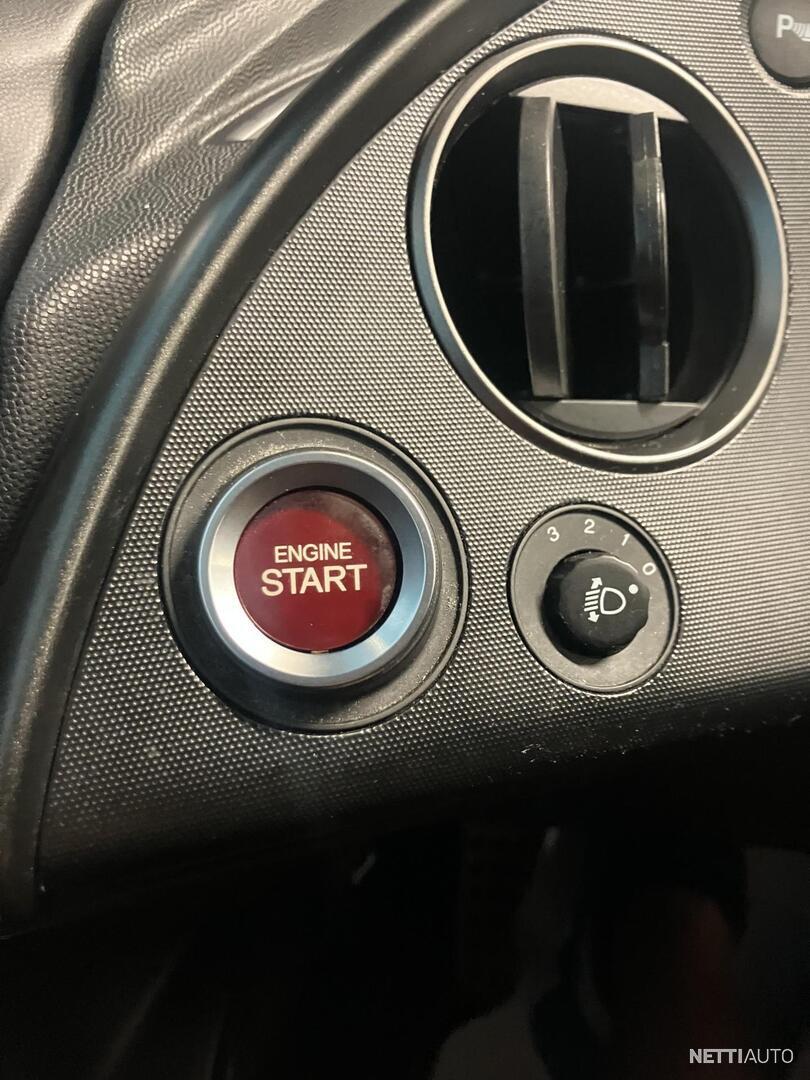 P
ENGINE
START
3 2 1 0
NETTIAUTO